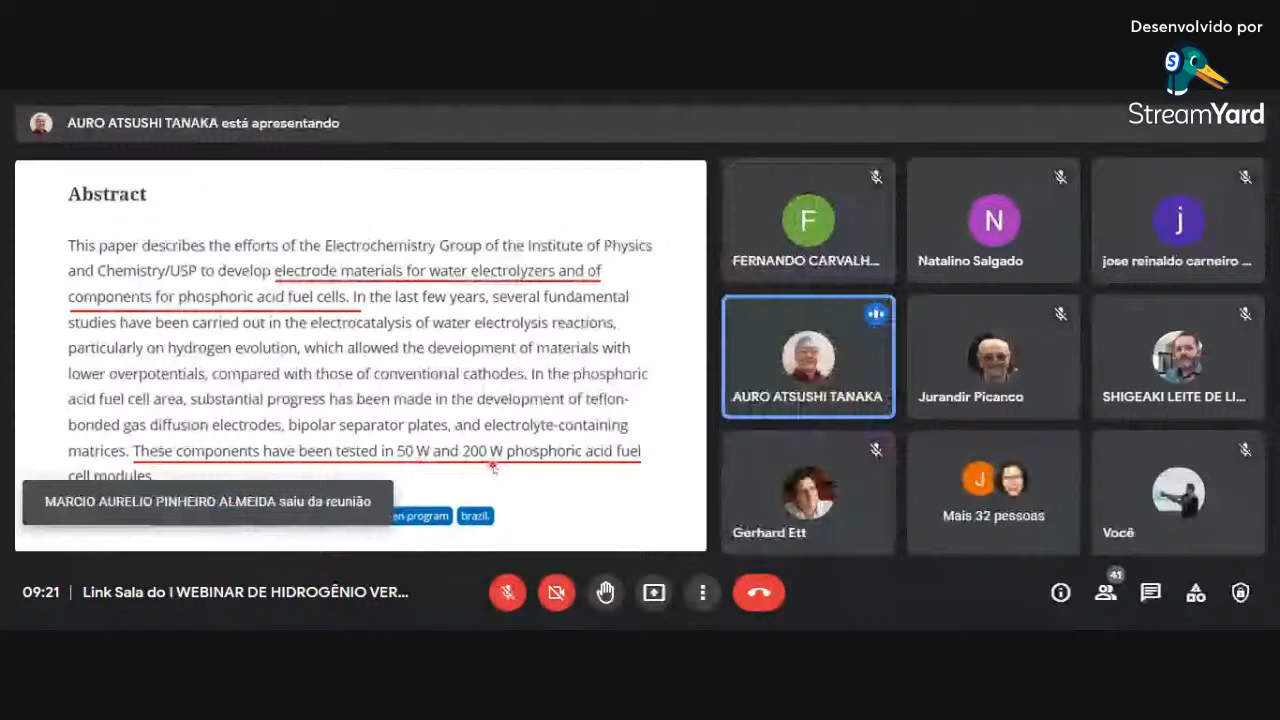 Desenvolvido por
StreamYard
AURO ATSUSHI TANAKA está apresentando
Abstract
This paper describes the efforts of the Electrochemistry Group of the Institute of Physics
and Chemistry/USP to develop electrode materials for water electrolyzers and of
components for phosphoric acid fuel cells. In the last few years, several fundamental
studies have been carried out in the electrocatalysis of water electrolysis reactions,
particularly on hydrogen evolution, which allowed the development of materials with
lower overpotentials, compared with those of conventional cathodes. In the phosphoric
acid fuel cell area, substantial progress has been made in the development of teflon-
bonded gas diffusion electrodes, bipolar separator plates, and electrolyte-containing
matrices. These components have been tested in 50 W and 200 W phosphoric acid fuel
cell modules.
MARCIO AURELIO PINHEIRO ALMEIDA saiu da reunião
en program
brazil.
F
FERNANDO CARVALH...
N
Natalino Salgado
j
jose reinaldo carneiro ...
AURO ATSUSHI TANAKA
Jurandir Picanco
SHIGEAKI LEITE DE LI...
Gerhard Ett
J
Mais 32 pessoas
Você
09:21 | Link Sala do I WEBINAR DE HIDROGÊNIO VER...
41